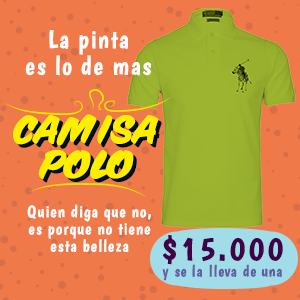 La pinta
es lo de mas
CAMISA
POLO
Quien diga que no,
es porque no tiene
esta belleza
$15.000
y se la lleva de una